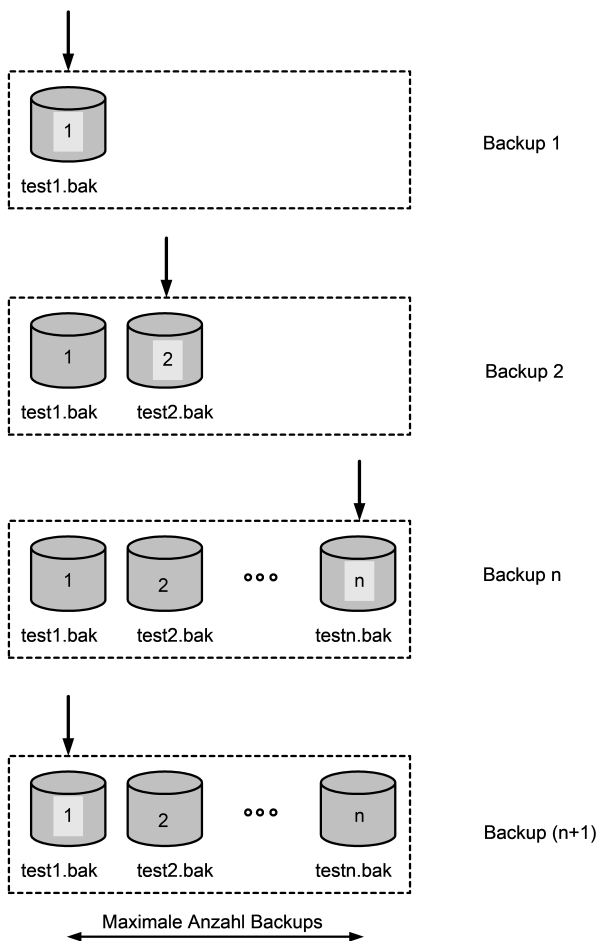 1
test1.bak
Backup 1
1 2
test1.bak test2.bak
Backup 2
1 2 n
test1.bak test2.bak testn.bak
Backup n
1 2 n
test1.bak test2.bak testn.bak
Backup (n+1)
Maximale Anzahl Backups